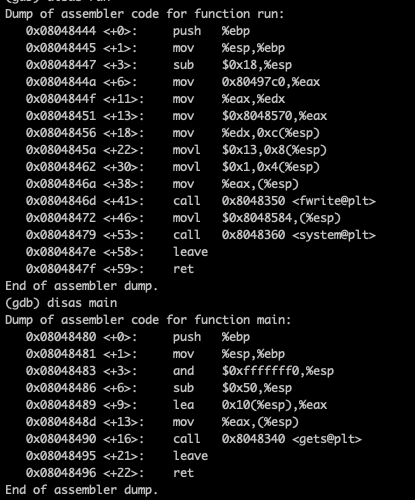 (gdb) disas run
Dump of assembler code for function run:
0x08048444 <+0>: push %ebp
0x08048445 <+1>: mov %esp,%ebp
0x08048447 <+3>: sub $0x18,%esp
0x0804844a <+6>: mov 0x80497c0,%eax
0x0804844f <+11>: mov %eax,%edx
0x08048451 <+13>: mov $0x8048570,%eax
0x08048456 <+18>: mov %edx,0xc(%esp)
0x0804845a <+22>: movl $0x13,0x8(%esp)
0x08048462 <+30>: movl $0x1,0x4(%esp)
0x0804846a <+38>: mov %eax,(%esp)
0x0804846d <+41>: call 0x8048350 <fwrite@plt>
0x08048472 <+46>: movl $0x8048584,(%esp)
0x08048479 <+53>: call 0x8048360 <system@plt>
0x0804847e <+58>: leave
0x0804847f <+59>: ret
End of assembler dump.
(gdb) disas main
Dump of assembler code for function main:
0x08048480 <+0>: push %ebp
0x08048481 <+1>: mov %esp,%ebp
0x08048483 <+3>: and $0xfffffff0,%esp
0x08048486 <+6>: sub $0x50,%esp
0x08048489 <+9>: lea 0x10(%esp),%eax
0x0804848d <+13>: mov %eax,(%esp)
0x08048490 <+16>: call 0x8048340 <gets@plt>
0x08048495 <+21>: leave
0x08048496 <+22>: ret
End of assembler dump.